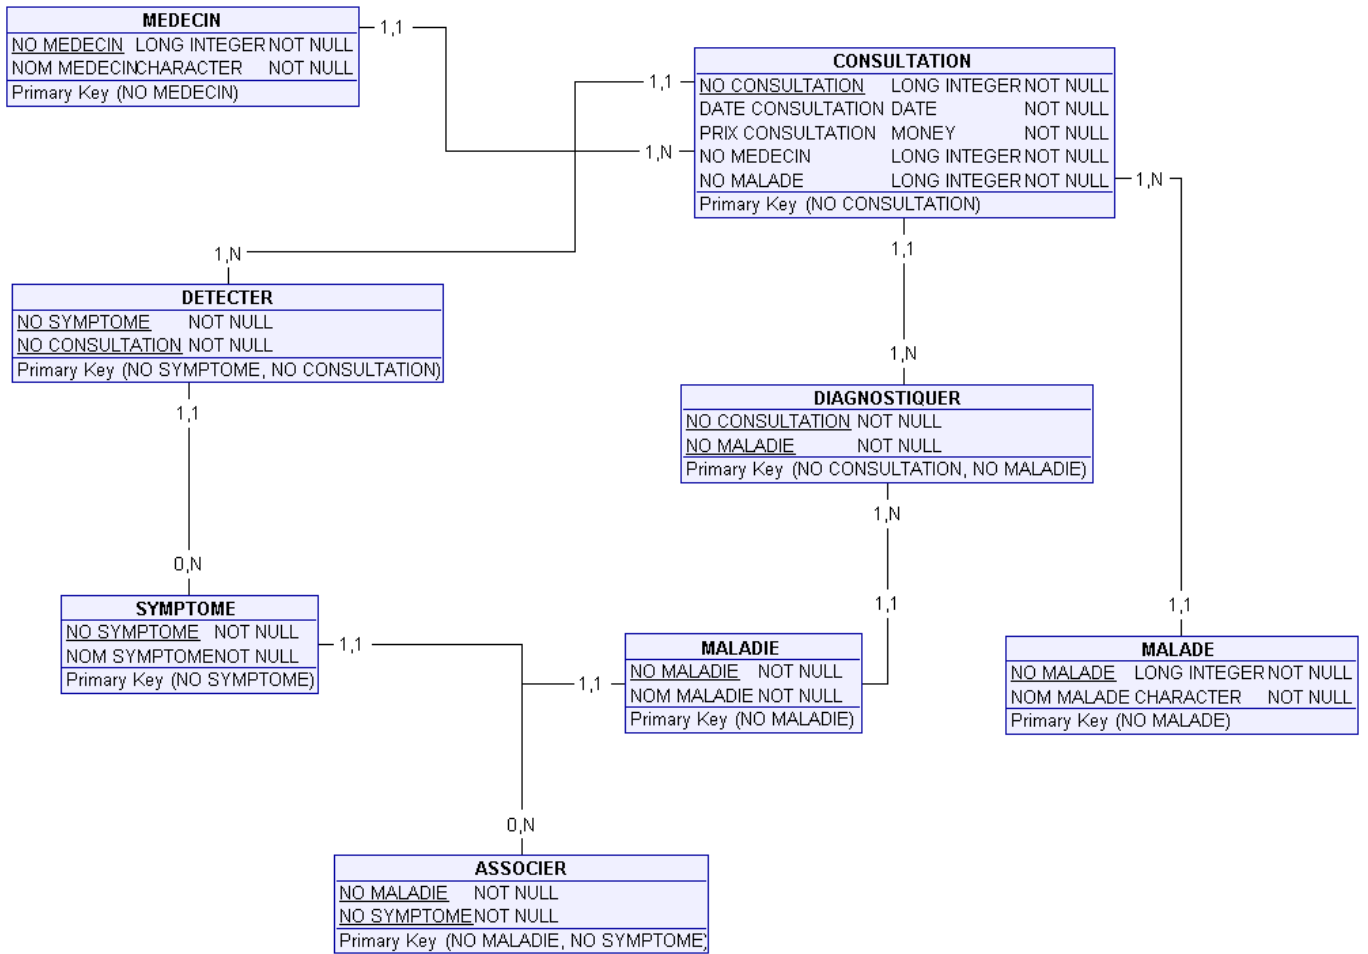 MEDECIN
NO MEDECIN LONG INTEGER NOT NULL
NOM MEDECIN CHARACTER NOT NULL
Primary Key (NO MEDECIN)
1,1
CONSULTATION
NO CONSULTATION LONG INTEGER NOT NULL
DATE CONSULTATION DATE NOT NULL
PRIX CONSULTATION MONEY NOT NULL
NO MEDECIN LONG INTEGER NOT NULL
NO MALADE LONG INTEGER NOT NULL
Primary Key (NO CONSULTATION)
1,1
1,N
1,N
1,1
1,N
DETECTER
NO SYMPTOME NOT NULL
NO CONSULTATION NOT NULL
Primary Key (NO SYMPTOME, NO CONSULTATION)
1,1
1,N
DIAGNOSTIQUER
NO CONSULTATION NOT NULL
NO MALADIE NOT NULL
Primary Key (NO CONSULTATION, NO MALADIE)
1,N
0,N
SYMPTOME
NO SYMPTOME NOT NULL
NOM SYMPTOME NOT NULL
Primary Key (NO SYMPTOME)
1,1
1,1
1,1
MALADIE
NO MALADIE NOT NULL
NOM MALADIE NOT NULL
Primary Key (NO MALADIE)
1,1
MALADE
NO MALADE LONG INTEGER NOT NULL
NOM MALADE CHARACTER NOT NULL
Primary Key (NO MALADE)
0,N
ASSOCIER
NO MALADIE NOT NULL
NO SYMPTOME NOT NULL
Primary Key (NO MALADIE, NO SYMPTOME)